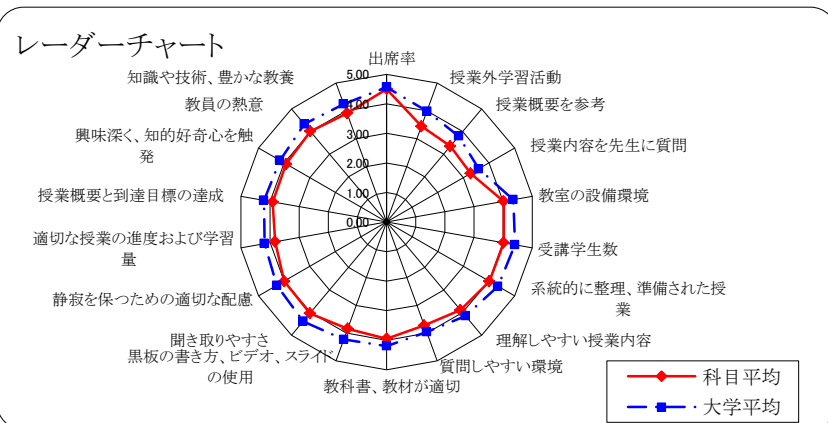 レーダーチャート
出席率
授業外学習活動
授業概要を参考
授業内容を先生に質問
教室の設備環境
受講学生数
系統的に整理、準備された授
業
理解しやすい授業内容
質問しやすい環境
教科書、教材が適切
黒板の書き方、ビデオ、スライド
の使用
聞き取りやすさ
静寂を保つための適切な配慮
適切な授業の進度および学習
量
授業概要と到達目標の達成
興味深く、知的好奇心を触
発
教員の熱意
知識や技術、豊かな教養
5.00
4.00
3.00
2.00
1.00
0.00
科目平均
大学平均